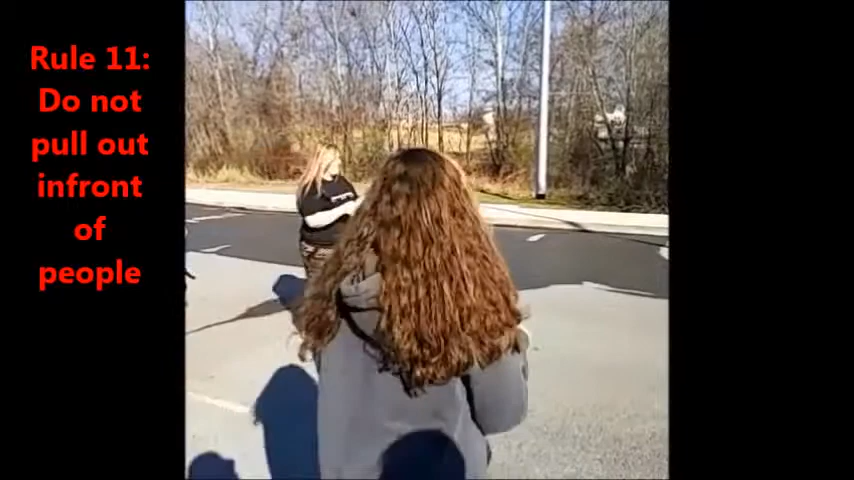 Rule 11:
Do not
pull out
infront
of
people